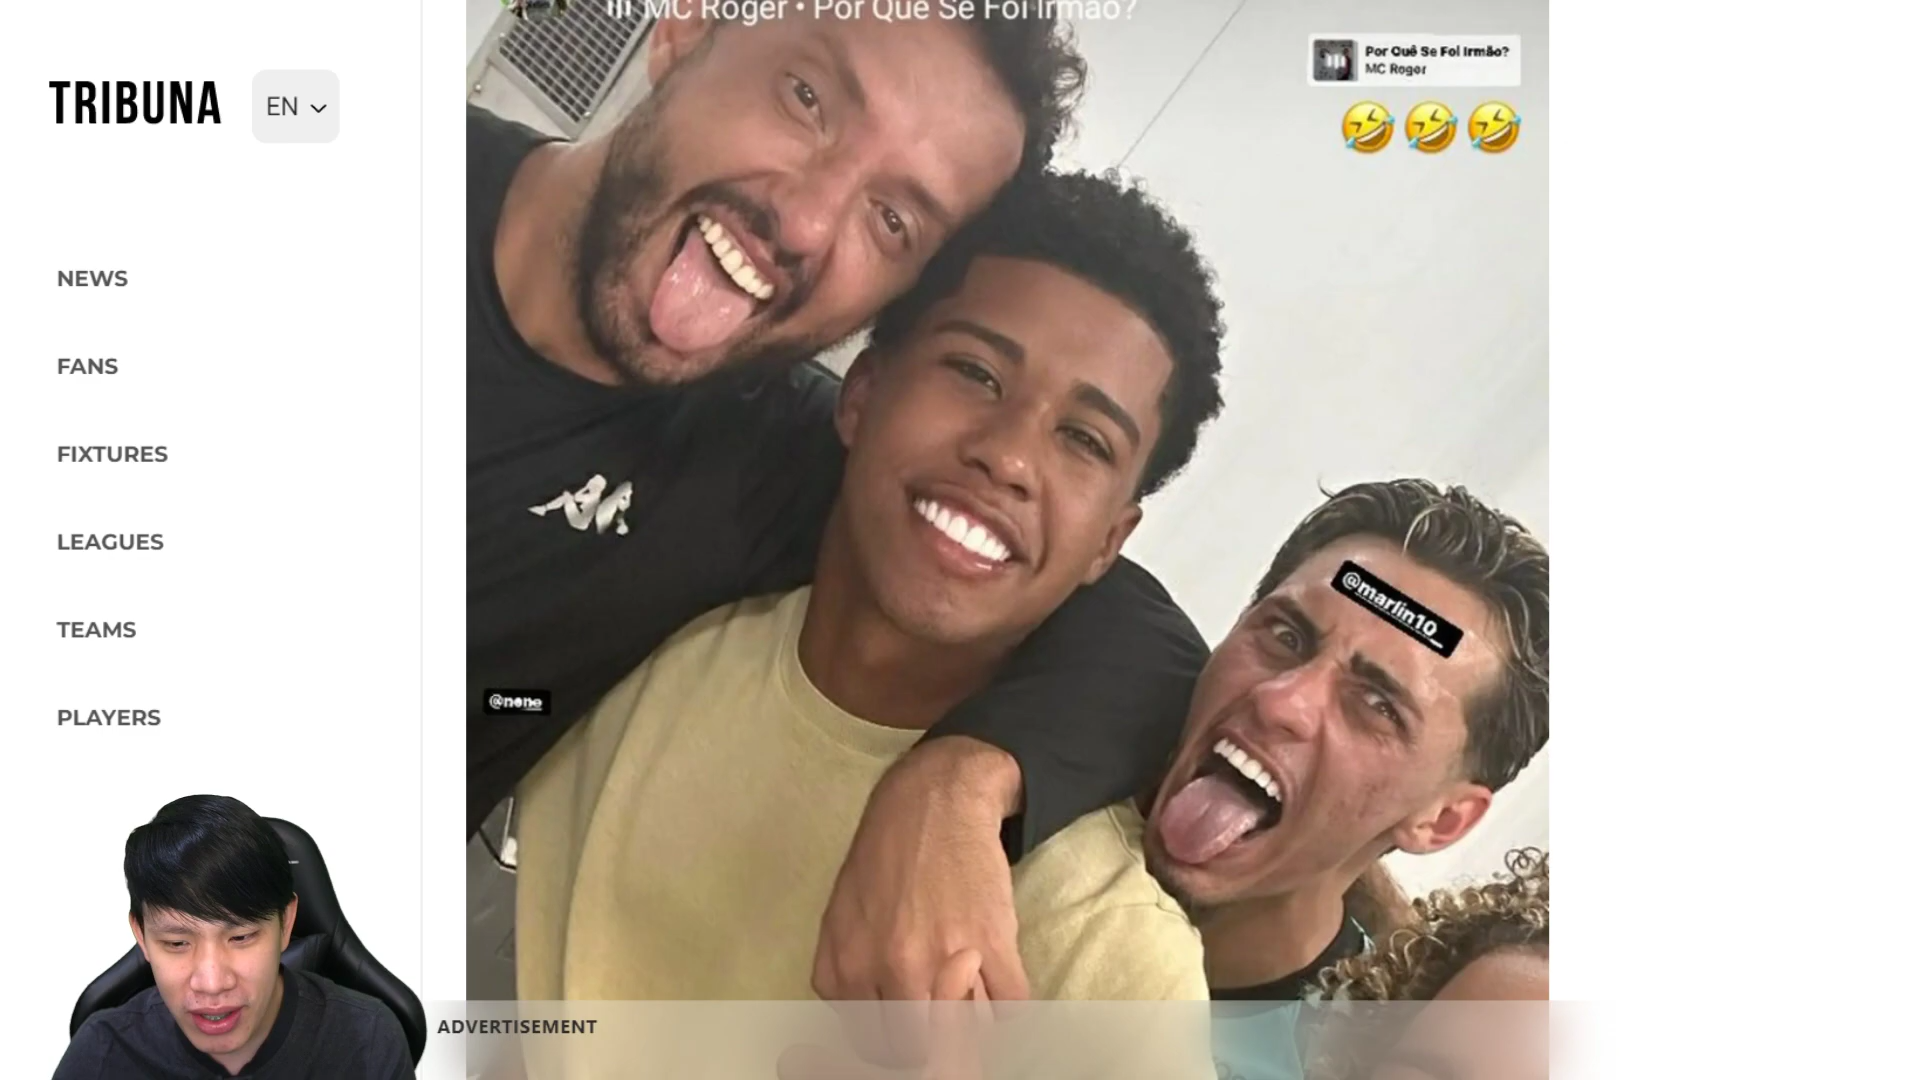 MC Roger • Por Que Se Foi Irmão?
Por Quê Se Foi Irmão?
MC Roger
TRIBUNA
EN
NEWS
FANS
FIXTURES
LEAGUES
TEAMS
PLAYERS
@marlin10_
@none
ADVERTISEMENT